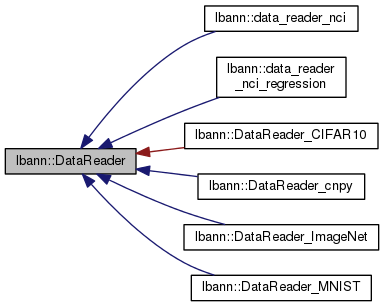 lbann::data_reader_nci
lbann::data_reader
_nci_regression
lbann::DataReader_CIFAR10
lbann::DataReader
lbann::DataReader_cnpy
lbann::DataReader_ImageNet
lbann::DataReader_MNIST